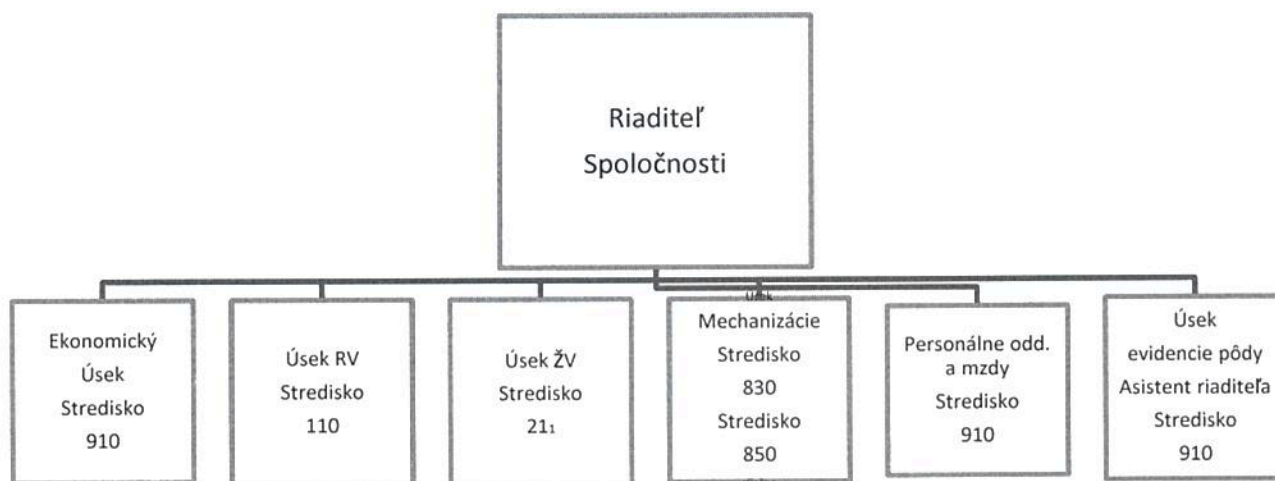 Riaditeľ
Spoločnosti
Ekonomický
Úsek
Stredisko
910
Úsek RV
Stredisko
110
Úsek ŽV
Stredisko
211
Úsek
Mechanizácie
Stredisko
830
Stredisko
850
Personálne odd.
a mzdy
Stredisko
910
Úsek
evidencie pôdy
Asistent riaditeľa
Stredisko
910